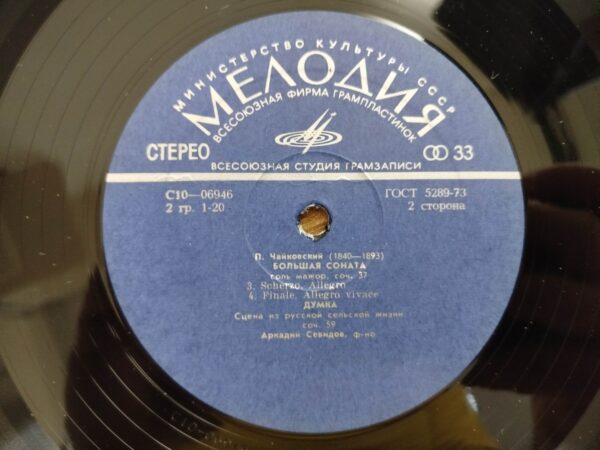 МИНИСТЕРСТВО КУЛЬТУРЫ СССР
МЕЛОДИЯ
ВСЕСОЮЗНАЯ ФИРМА ГРАМПЛАСТИНОК
СТЕРЕО
33
ВСЕСОЮЗНАЯ СТУДИЯ ГРАМЗАПИСИ
С10—06946
ГОСТ 5289-73
2 гр. 1-20
2 сторона
П. Чайковский (1840—1893)
БОЛЬШАЯ СОНАТА
соль мажор, соч. 37
3. Scherzo. Allegro
4. Finale. Allegro vivace
ДУМКА
Сцена из русской сельской жизни,
соч. 59
Аркадий Севидов, ф-но